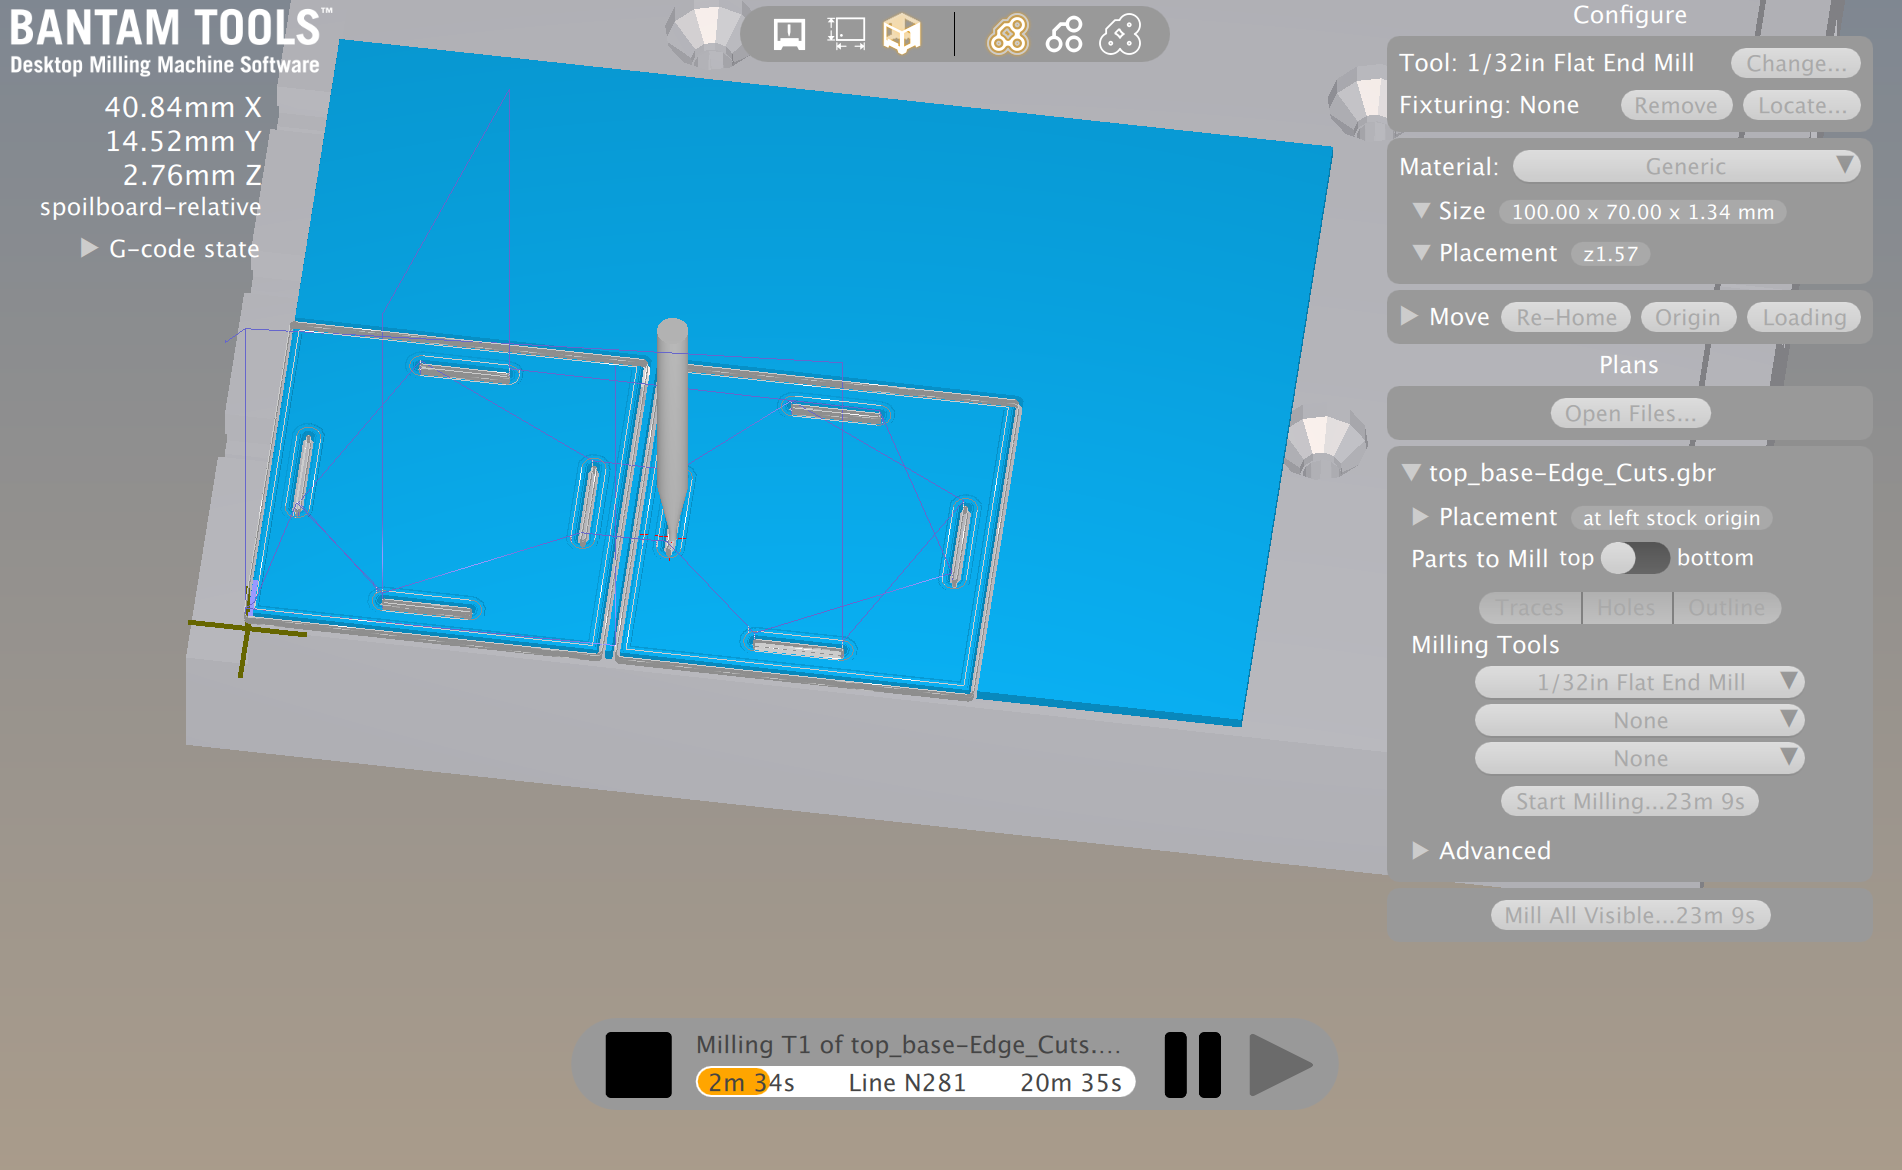 BANTAM TOOLS™
Desktop Milling Machine Software
40.84mm X
14.52mm Y
2.76mm Z
spoilboard-relative
G-code state
Configure
Tool: 1/32in Flat End Mill Change...
Fixturing: None Remove Locate...
Material: Generic
Size 100.00 x 70.00 x 1.34 mm
Placement z1.57
Move Re-Home Origin Loading
Plans
Open Files...
top_base-Edge_Cuts.gbr
Placement at left stock origin
Parts to Mill top bottom
Traces Holes Outline
Milling Tools
1/32in Flat End Mill
None
None
Start Milling...23m 9s
Advanced
Mill All Visible...23m 9s
Milling T1 of top_base-Edge_Cuts....
2m 34s Line N281 20m 35s